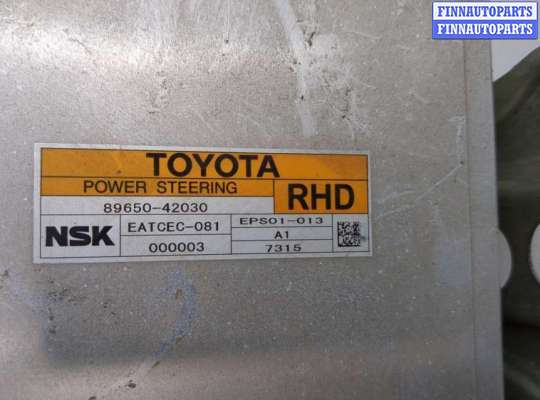 FINNAUTOPARTS
FINNAUTOPARTS
TOYOTA
POWER STEERING
RHD
89650-42030
NSK
EATCEC-081
EPS01-013
A1
000003
7315